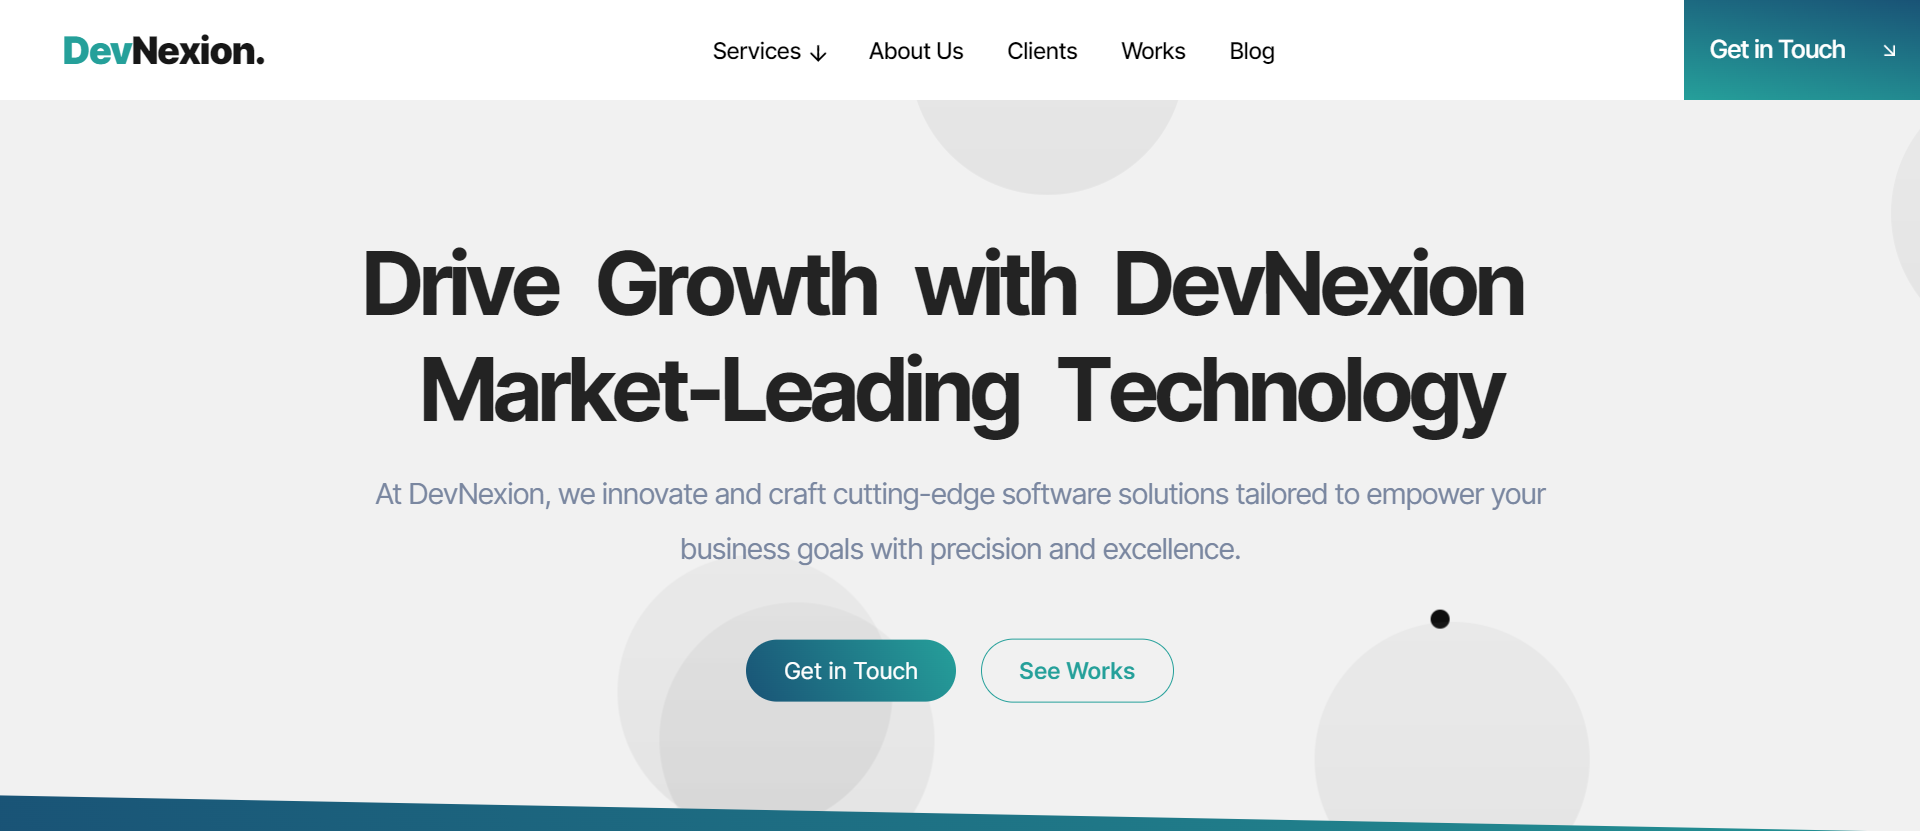 DevNexion.
Services
About Us
Clients
Works
Blog
Get in Touch
Drive Growth with DevNexion
Market-Leading Technology
At DevNexion, we innovate and craft cutting-edge software solutions tailored to empower your
business goals with precision and excellence.
Get in Touch
See Works